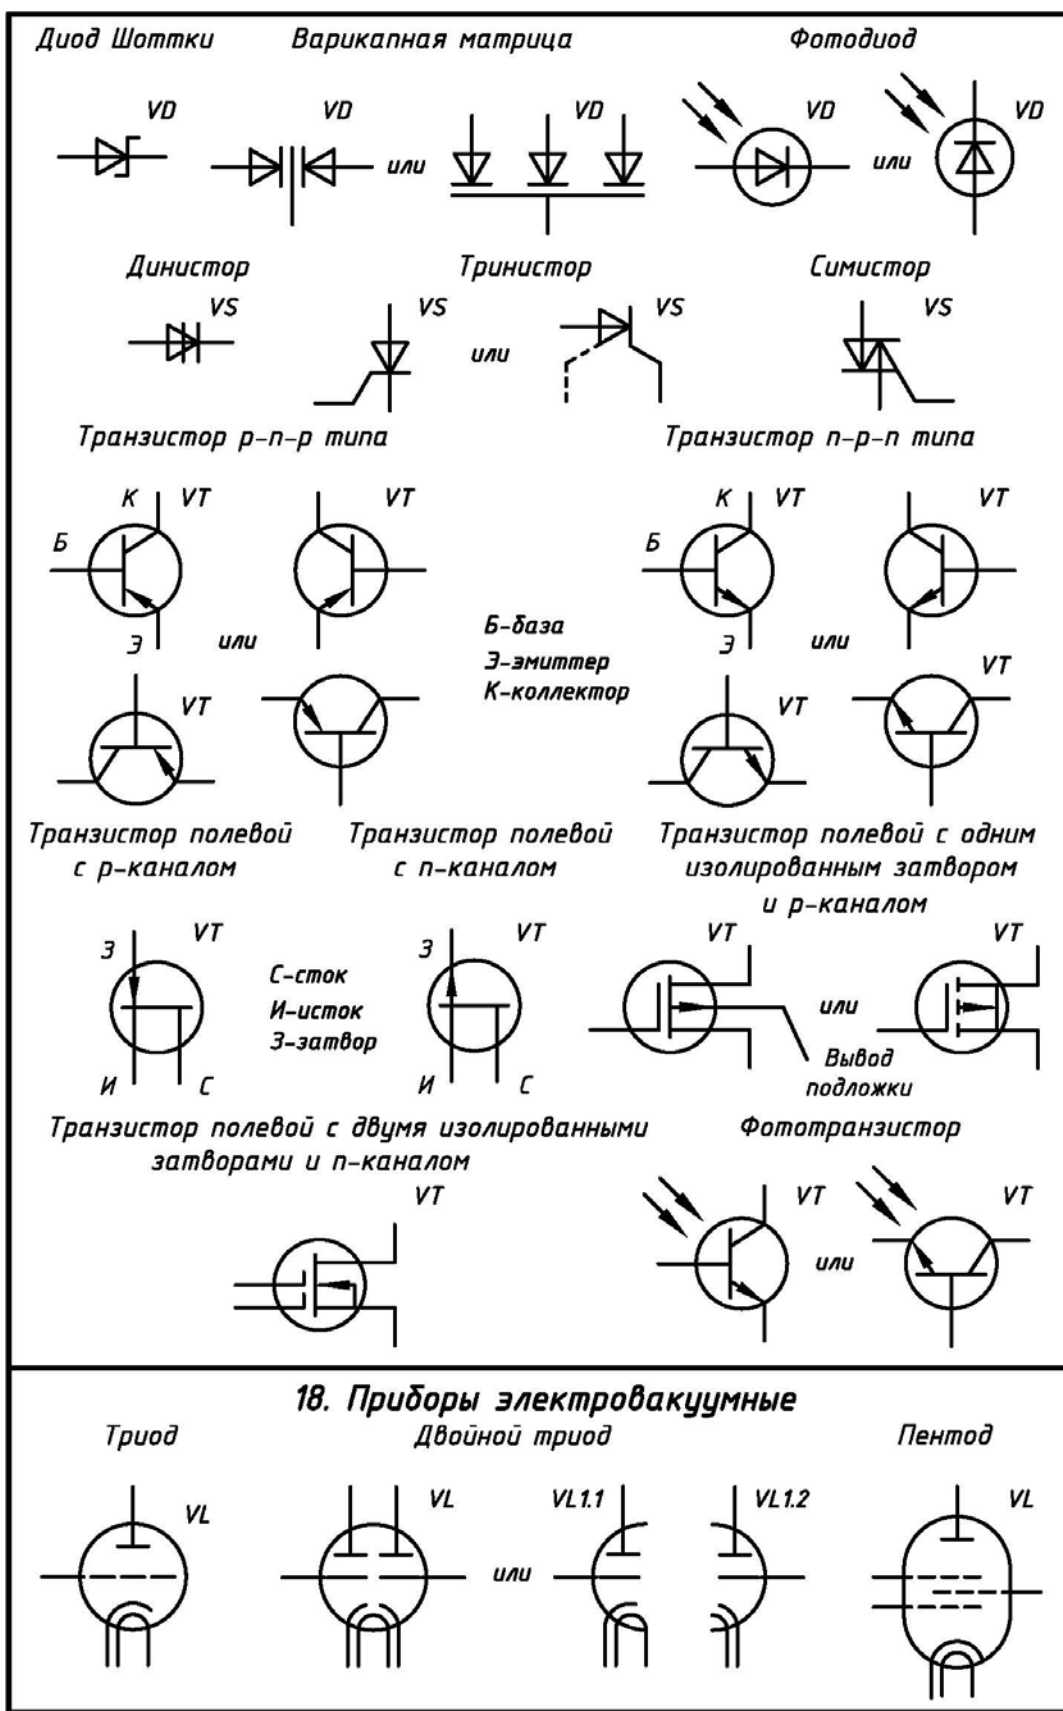 Диод Шоттки Варикапная матрица Фотодиод
VD VD VD VD VD
или или
Динистор Тринистор Симистор
VS VS VS VS
или
Транзистор p-n-p типа Транзистор n-p-n типа
К VT VT К VT VT
Б Б
Э или Э или
Б-база
Э-эмиттер
К-коллектор
VT VT VT
Транзистор полевой с p-каналом
Транзистор полевой с n-каналом
Транзистор полевой с одним изолированным затвором и p-каналом
З VT З VT VT VT
С-сток
И-исток
З-затвор
или
И С И С
Вывод подложки
Транзистор полевой с двумя изолированными затворами и n-каналом
VT
Фототранзистор
VT VT
или
18. Приборы электровакуумные
Триод Двойной триод Пентод
VL VL VL1.1 VL1.2 VL
или